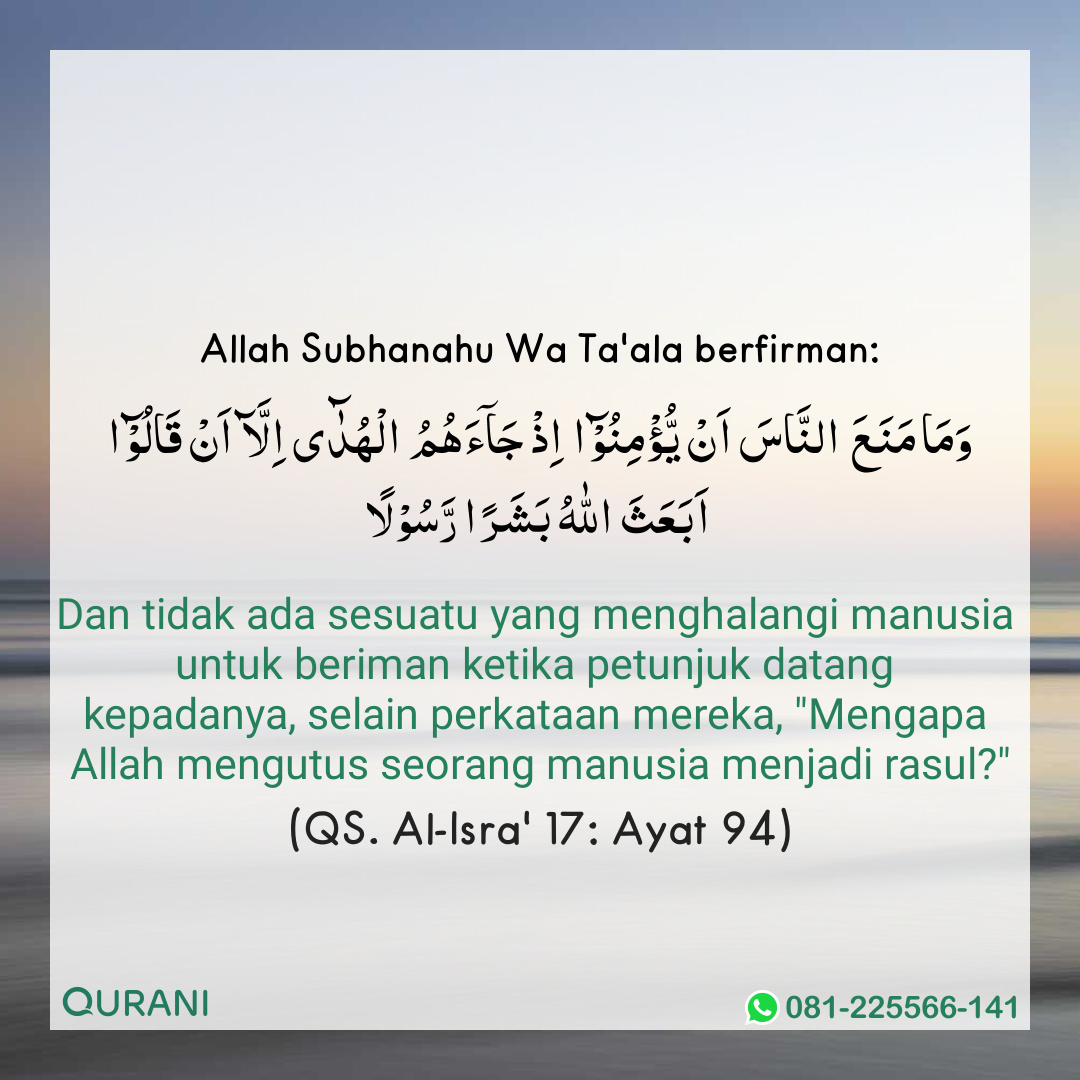 Allah Subhanahu Wa Ta'ala berfirman:
وَمَا مَنَعَ النَّاسَ اَنْ يُّؤْمِنُوْۤا اِذْ جَآءَهُمُ الْهُدٰۤى اِلَّاۤ اَنْ قَالُوْۤا
اَبَعَثَ اللّٰهُ بَشَرًا رَّسُوْلًا
Dan tidak ada sesuatu yang menghalangi manusia
untuk beriman ketika petunjuk datang
kepadanya, selain perkataan mereka, "Mengapa
Allah mengutus seorang manusia menjadi rasul?"
(QS. Al-Isra' 17: Ayat 94)
QURANI
081-225566-141